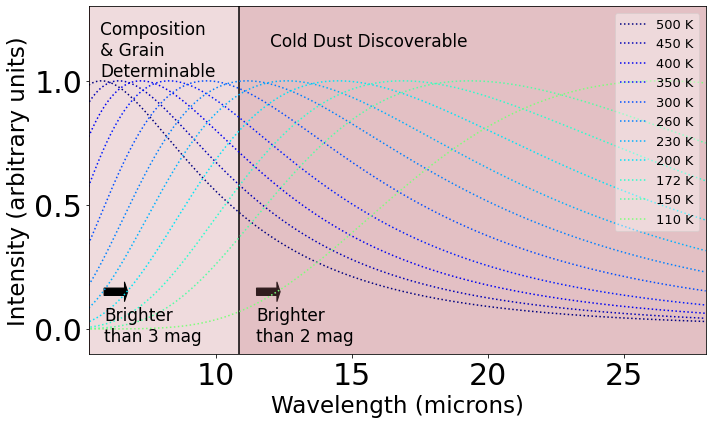 Composition
& Grain
Determinable
Cold Dust Discoverable
500 K
450 K
400 K
350 K
300 K
260 K
230 K
200 K
172 K
150 K
110 K
Intensity (arbitrary units)
1.0
0.5
0.0
Brighter
than 3 mag
Brighter
than 2 mag
10
15
20
25
Wavelength (microns)